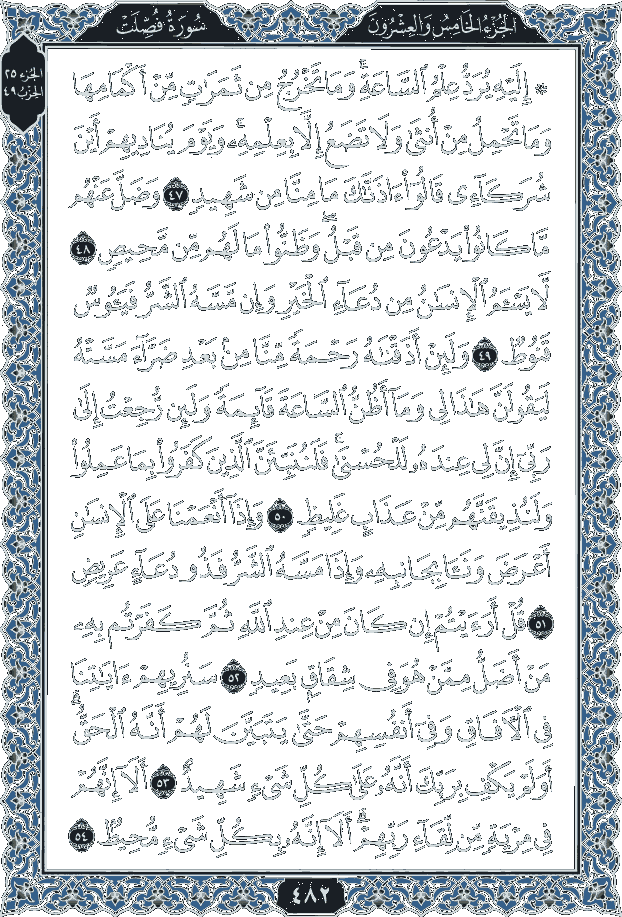 سُورَةُ فُصِّلَتْ
الجُزْءُ الخَامِسُ وَالعِشْرُونَ
الجزء ٢٥
الحزب ٤٩
۞ إِلَيْهِ يُرَدُّ عِلْمُ ٱلسَّاعَةِۚ وَمَا تَخْرُجُ مِن ثَمَرَٰتٍ مِّنْ أَكْمَامِهَا
وَمَا تَحْمِلُ مِنْ أُنثَىٰ وَلَا تَضَعُ إِلَّا بِعِلْمِهِۦۚ وَيَوْمَ يُنَادِيهِمْ أَيْنَ
شُرَكَآءِى قَالُوٓا۟ ءَاذَنَّٰكَ مَا مِنَّا مِن شَهِيدٍ ٤٧ وَضَلَّ عَنْهُم
مَّا كَانُوا۟ يَدْعُونَ مِن قَبْلُۖ وَظَنُّوا۟ مَا لَهُم مِّن مَّحِيصٍ ٤٨
لَّا يَسْـَٔمُ ٱلْإِنسَٰنُ مِن دُعَآءِ ٱلْخَيْرِ وَإِن مَّسَّهُ ٱلشَّرُّ فَيَـُٔوسٌ
قَنُوطٌ ٤٩ وَلَئِنْ أَذَقْنَٰهُ رَحْمَةً مِّنَّا مِنۢ بَعْدِ ضَرَّآءَ مَسَّتْهُ
لَيَقُولَنَّ هَٰذَا لِى وَمَآ أَظُنُّ ٱلسَّاعَةَ قَآئِمَةً وَلَئِن رُّجِعْتُ إِلَىٰ
رَبِّىٓ إِنَّ لِى عِندَهُۥ لَلْحُسْنَىٰۚ فَلَنُنَبِّئَنَّ ٱلَّذِينَ كَفَرُوا۟ بِمَا عَمِلُوا۟
وَلَنُذِيقَنَّهُم مِّنْ عَذَابٍ غَلِيظٍ ٥٠ وَإِذَآ أَنْعَمْنَا عَلَى ٱلْإِنسَٰنِ
أَعْرَضَ وَنَـَٔا بِجَانِبِهِۦ وَإِذَا مَسَّهُ ٱلشَّرُّ فَذُو دُعَآءٍ عَرِيضٍ
٥١ قُلْ أَرَءَيْتُمْ إِن كَانَ مِنْ عِندِ ٱللَّهِ ثُمَّ كَفَرْتُم بِهِۦ
مَنْ أَضَلُّ مِمَّنْ هُوَ فِى شِقَاقٍۭ بَعِيدٍ ٥٢ سَنُرِيهِمْ ءَايَٰتِنَا
فِى ٱلْـَٔافَاقِ وَفِىٓ أَنفُسِهِمْ حَتَّىٰ يَتَبَيَّنَ لَهُمْ أَنَّهُ ٱلْحَقُّۗ
أَوَلَمْ يَكْفِ بِرَبِّكَ أَنَّهُۥ عَلَىٰ كُلِّ شَىْءٍ شَهِيدٌ ٥٣ أَلَآ إِنَّهُمْ
فِى مِرْيَةٍ مِّن لِّقَآءِ رَبِّهِمْۗ أَلَآ إِنَّهُۥ بِكُلِّ شَىْءٍ مُّحِيطٌۢ ٥٤
٤٨٢